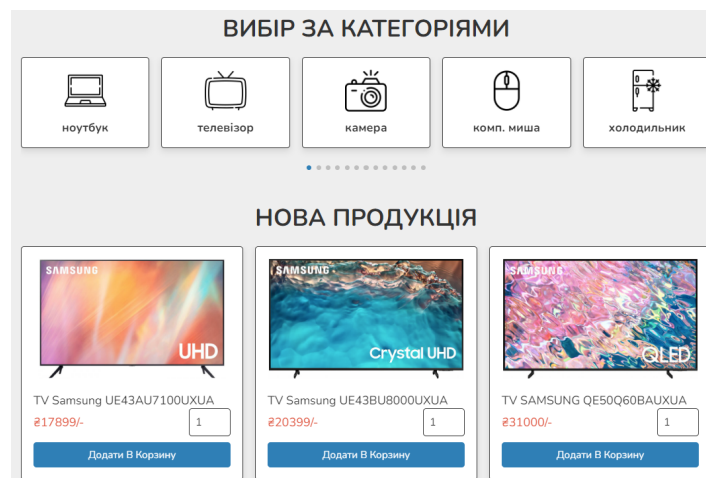 ВИБІР ЗА КАТЕГОРІЯМИ
ноутбук
телевізор
камера
комп. миша
холодильник
НОВА ПРОДУКЦІЯ
SAMSUNG
UHD
TV Samsung UE43AU7100UXUA
₴17899/-
1
Додати В Корзину
SAMSUNG
Crystal UHD
TV Samsung UE43BU8000UXUA
₴20399/-
1
Додати В Корзину
SAMSUNG
QLED
TV SAMSUNG QE50Q60BAUXUA
₴31000/-
1
Додати В Корзину